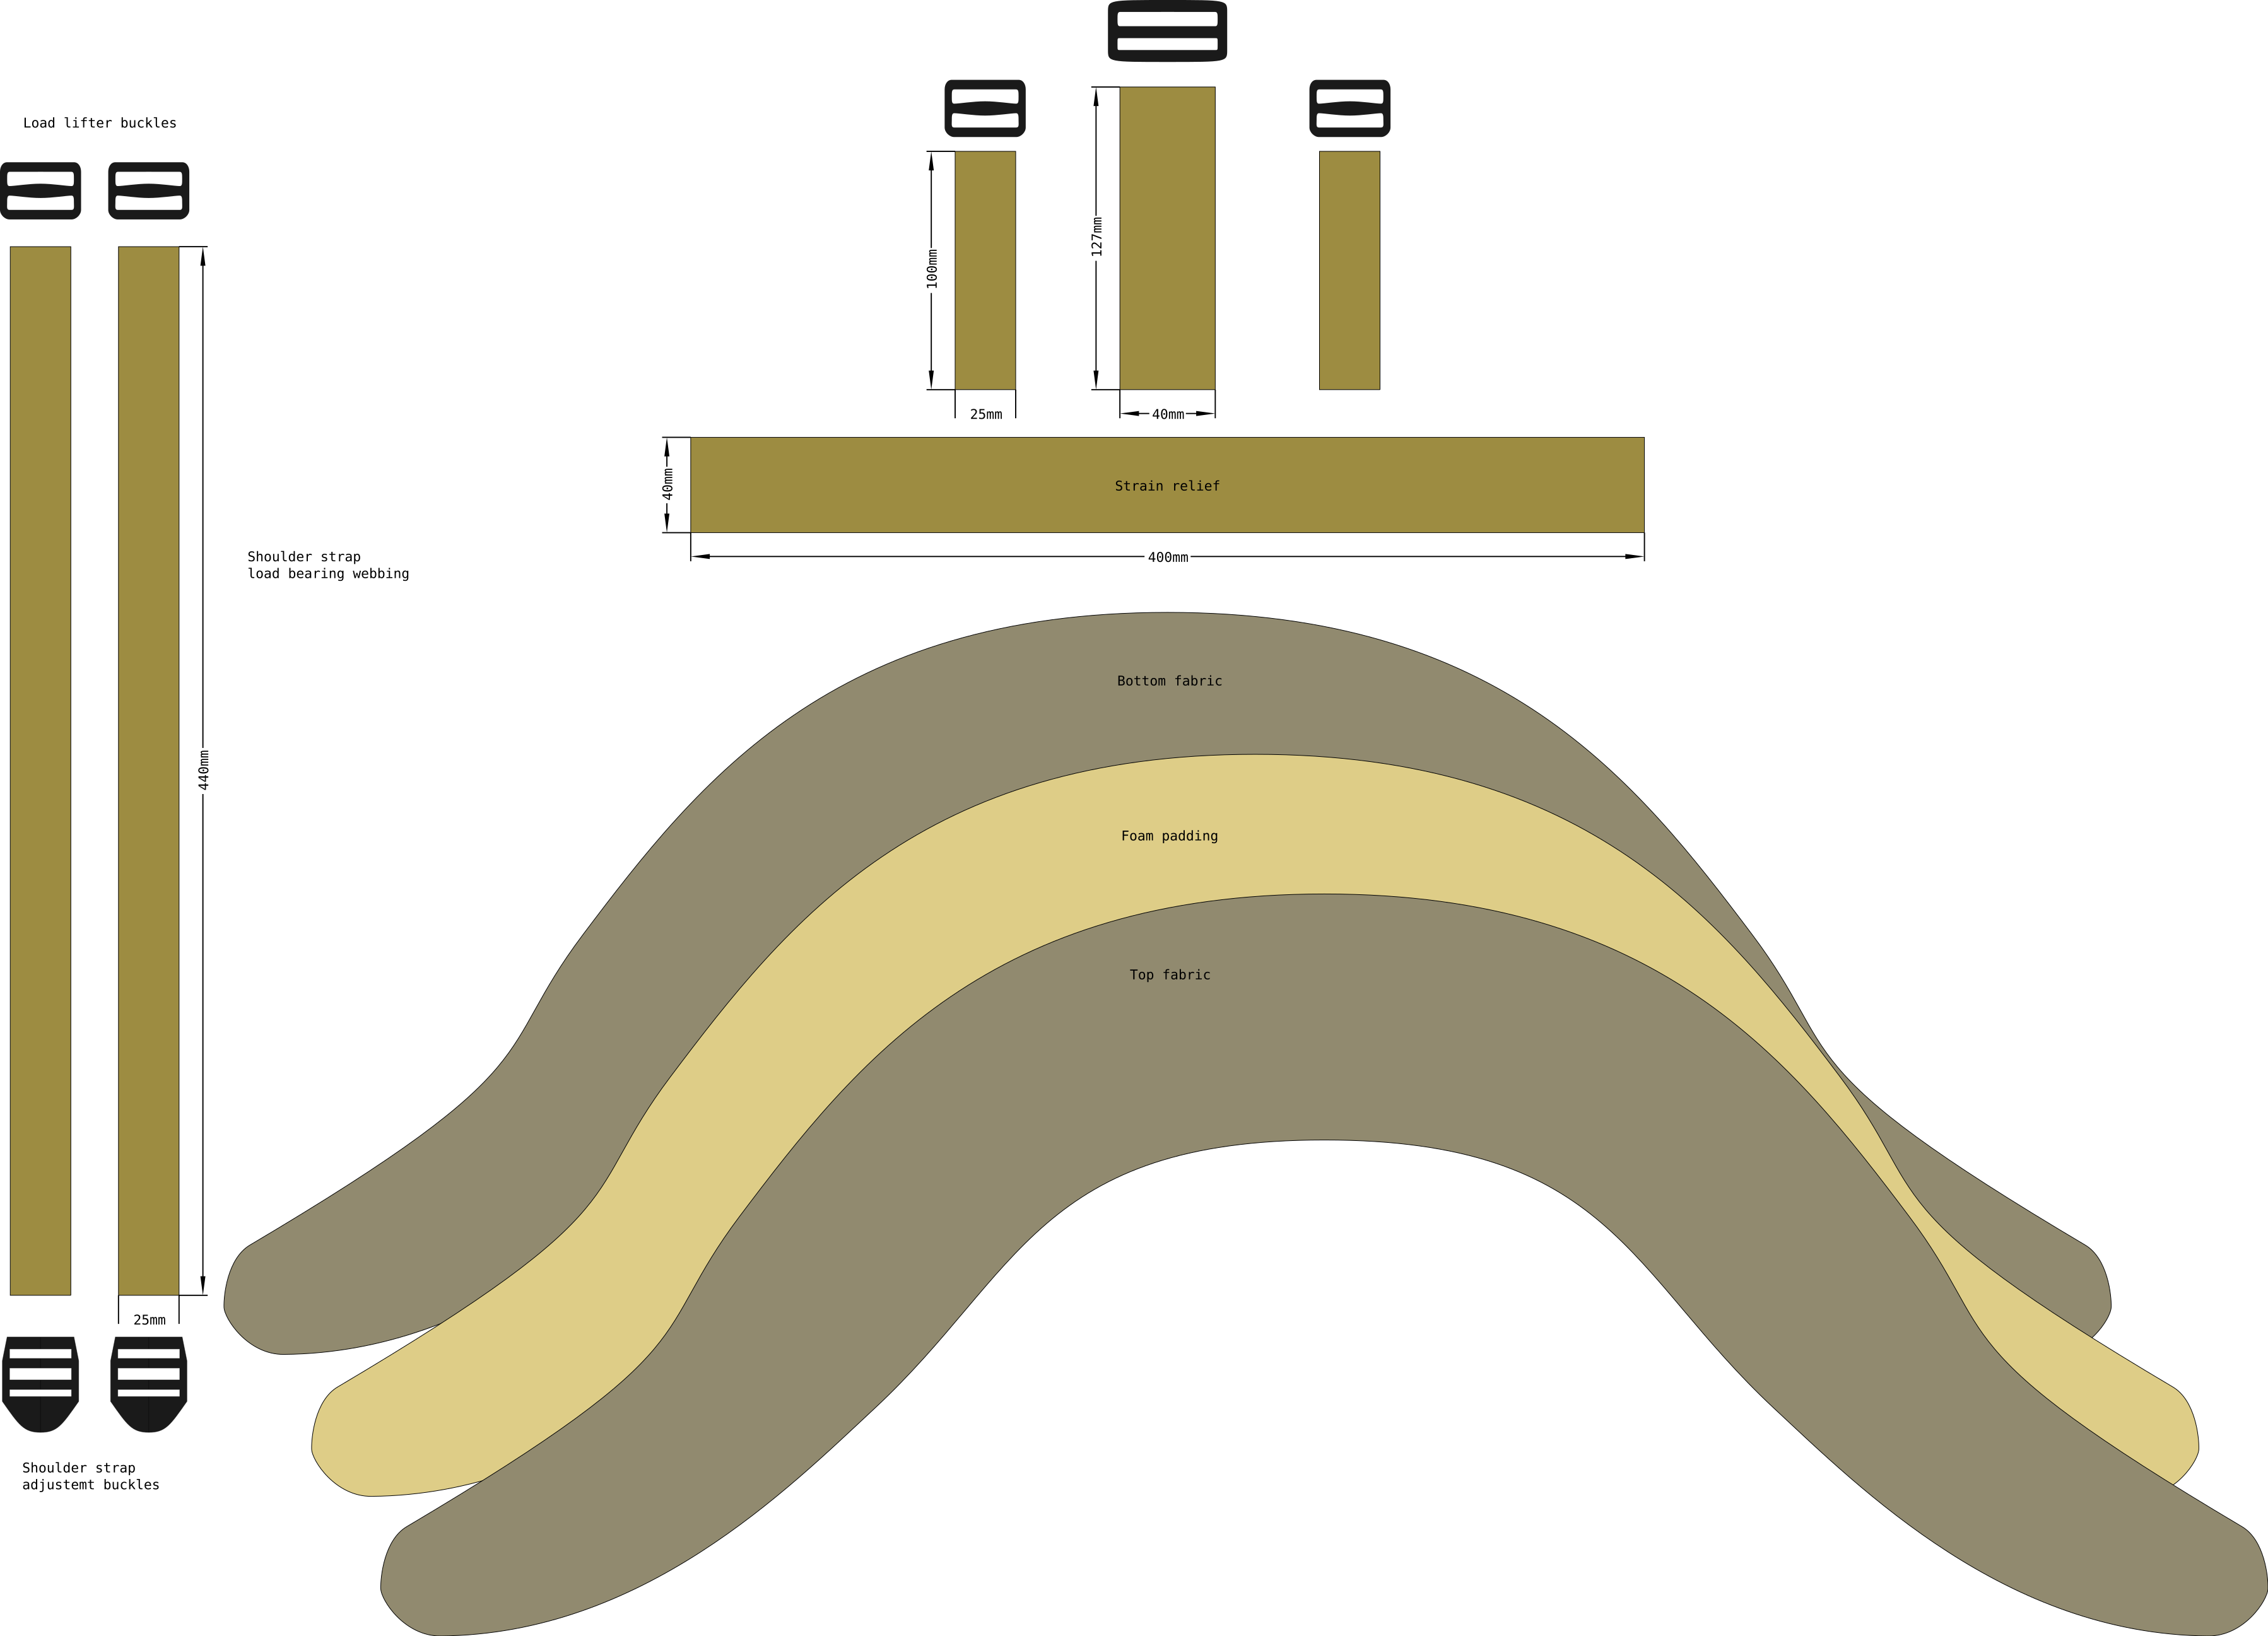 Load lifter buckles
100mm
127mm
25mm
40mm
40mm
Strain relief
400mm
Shoulder strap
load bearing webbing
Bottom fabric
440mm
Foam padding
Top fabric
25mm
Shoulder strap
adjustemt buckles